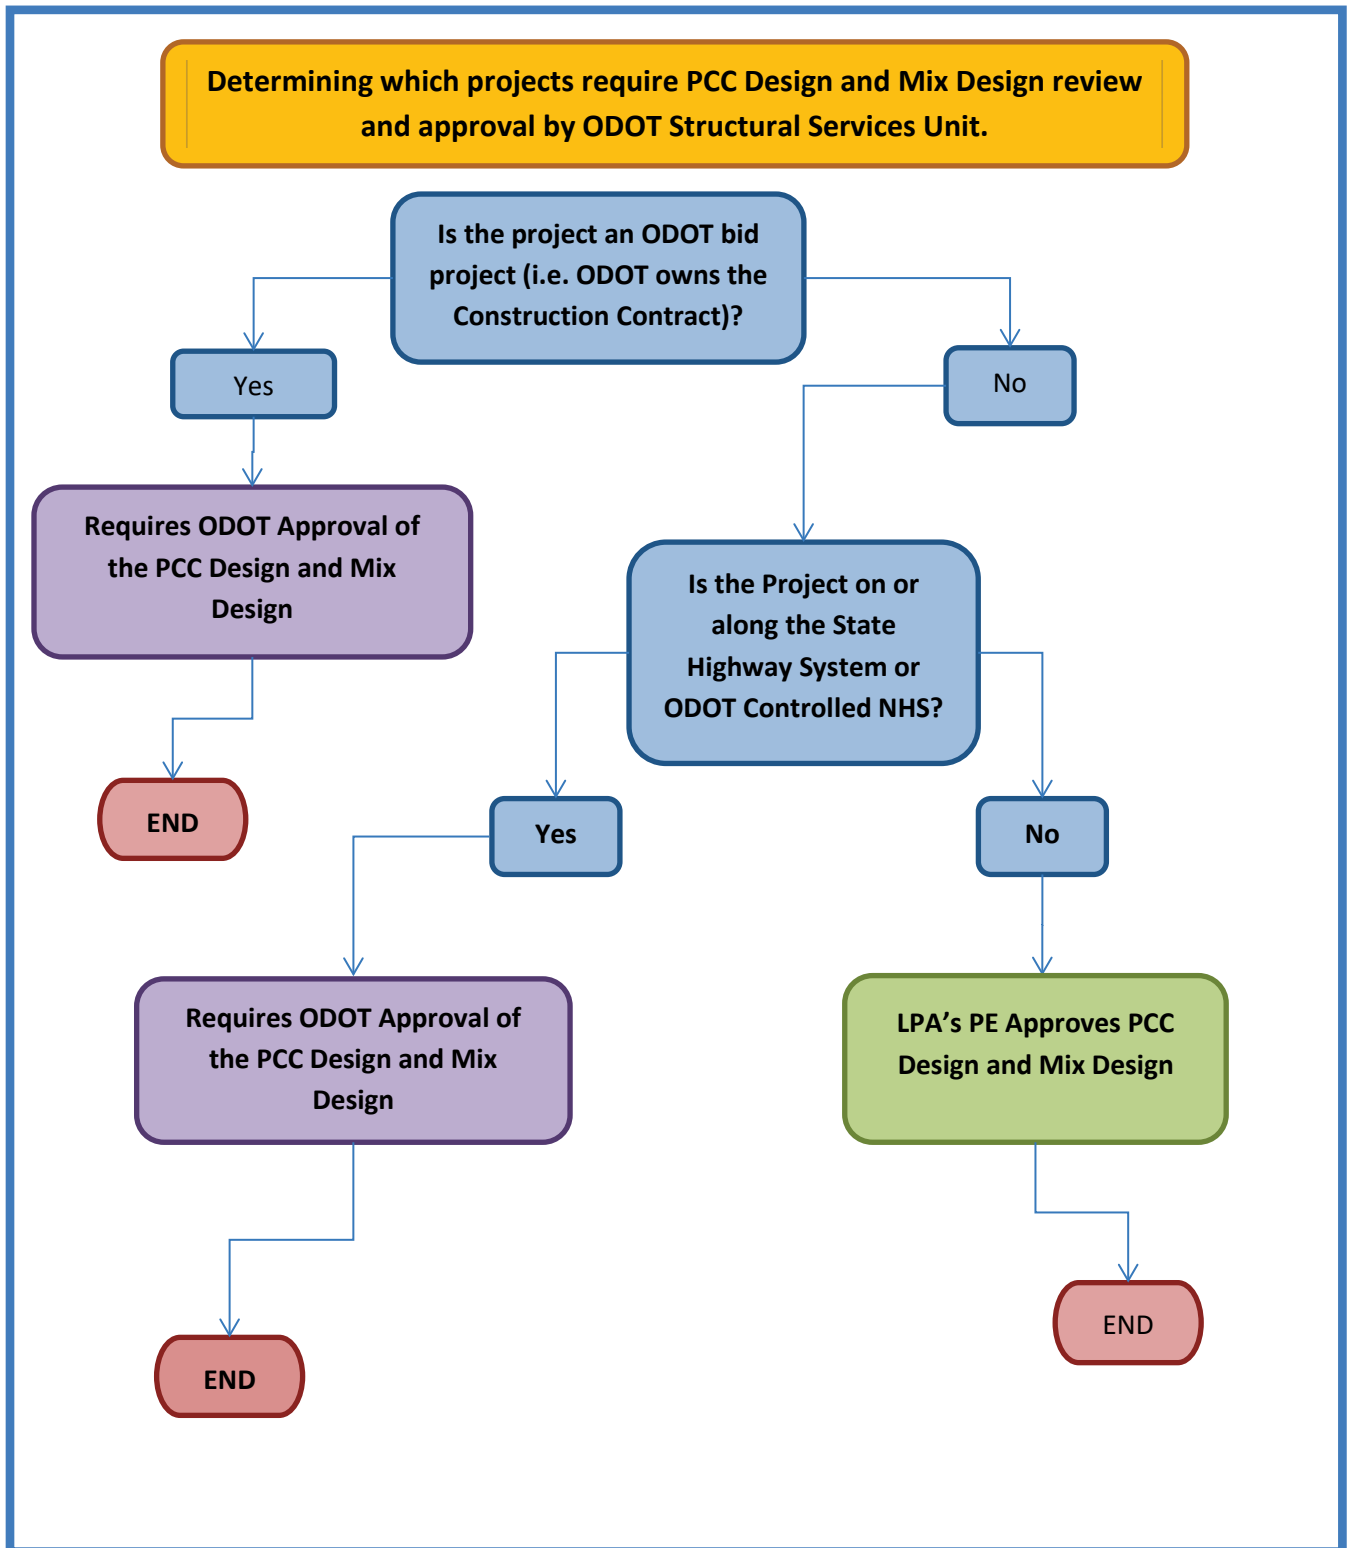 Determining which projects require PCC Design and Mix Design review
and approval by ODOT Structural Services Unit.
Is the project an ODOT bid
project (i.e. ODOT owns the
Construction Contract)?
Yes
No
Requires ODOT Approval of
the PCC Design and Mix
Design
Is the Project on or
along the State
Highway System or
ODOT Controlled NHS?
END
Yes
No
Requires ODOT Approval of
the PCC Design and Mix
Design
LPA’s PE Approves PCC
Design and Mix Design
END
END